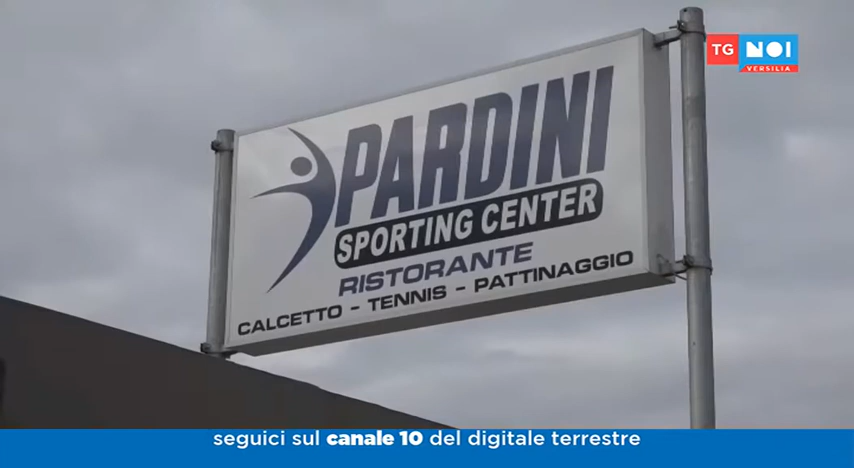 TG NOI
VERSILIA
PARDINI
SPORTING CENTER
RISTORANTE
CALCETTO - TENNIS - PATTINAGGIO
seguici sul canale 10 del digitale terrestre